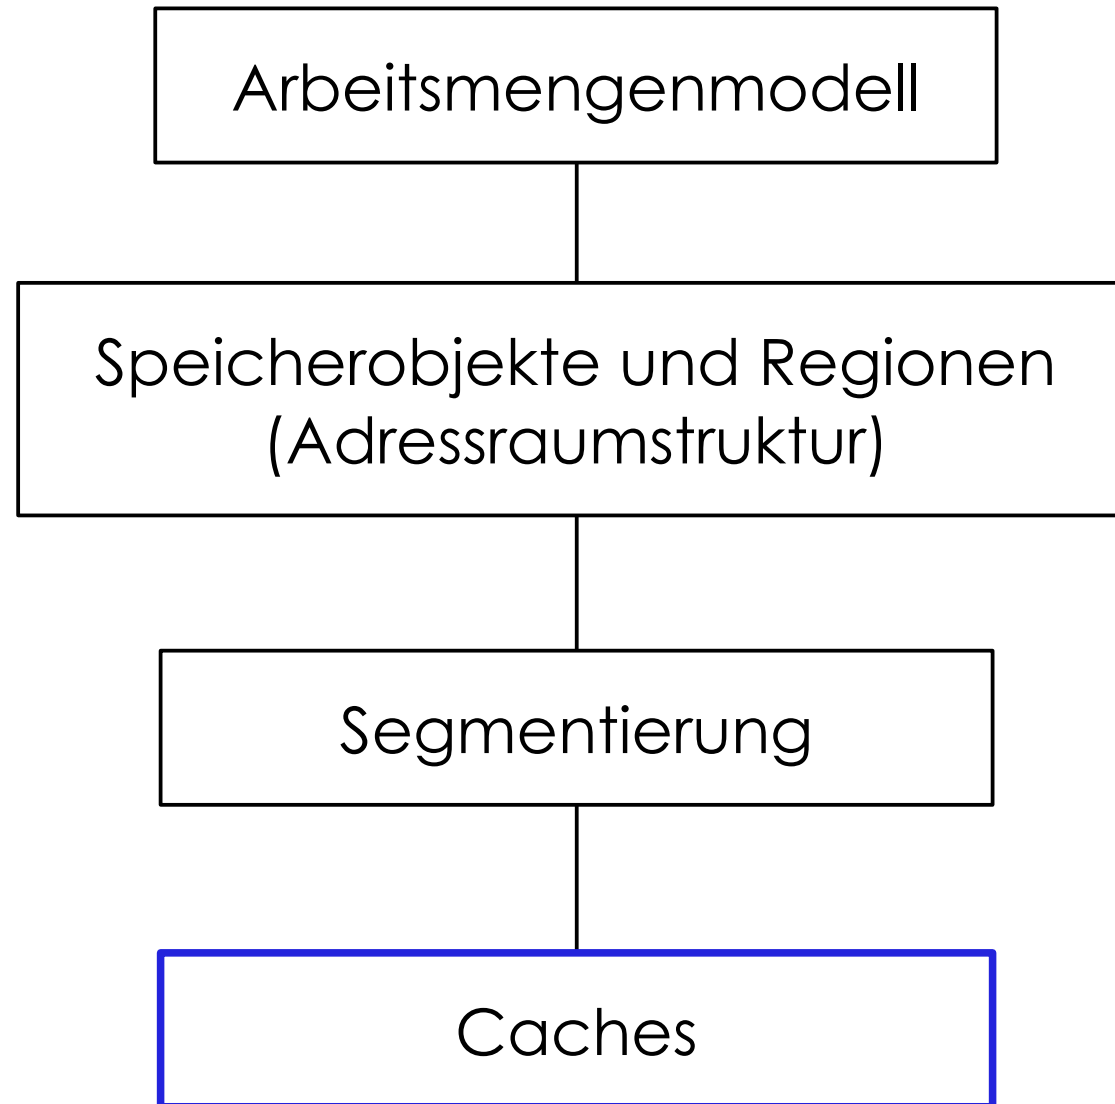 Arbeitsmengenmodell
Speicherobjekte und Regionen
(Adressraumstruktur)
Segmentierung
Caches